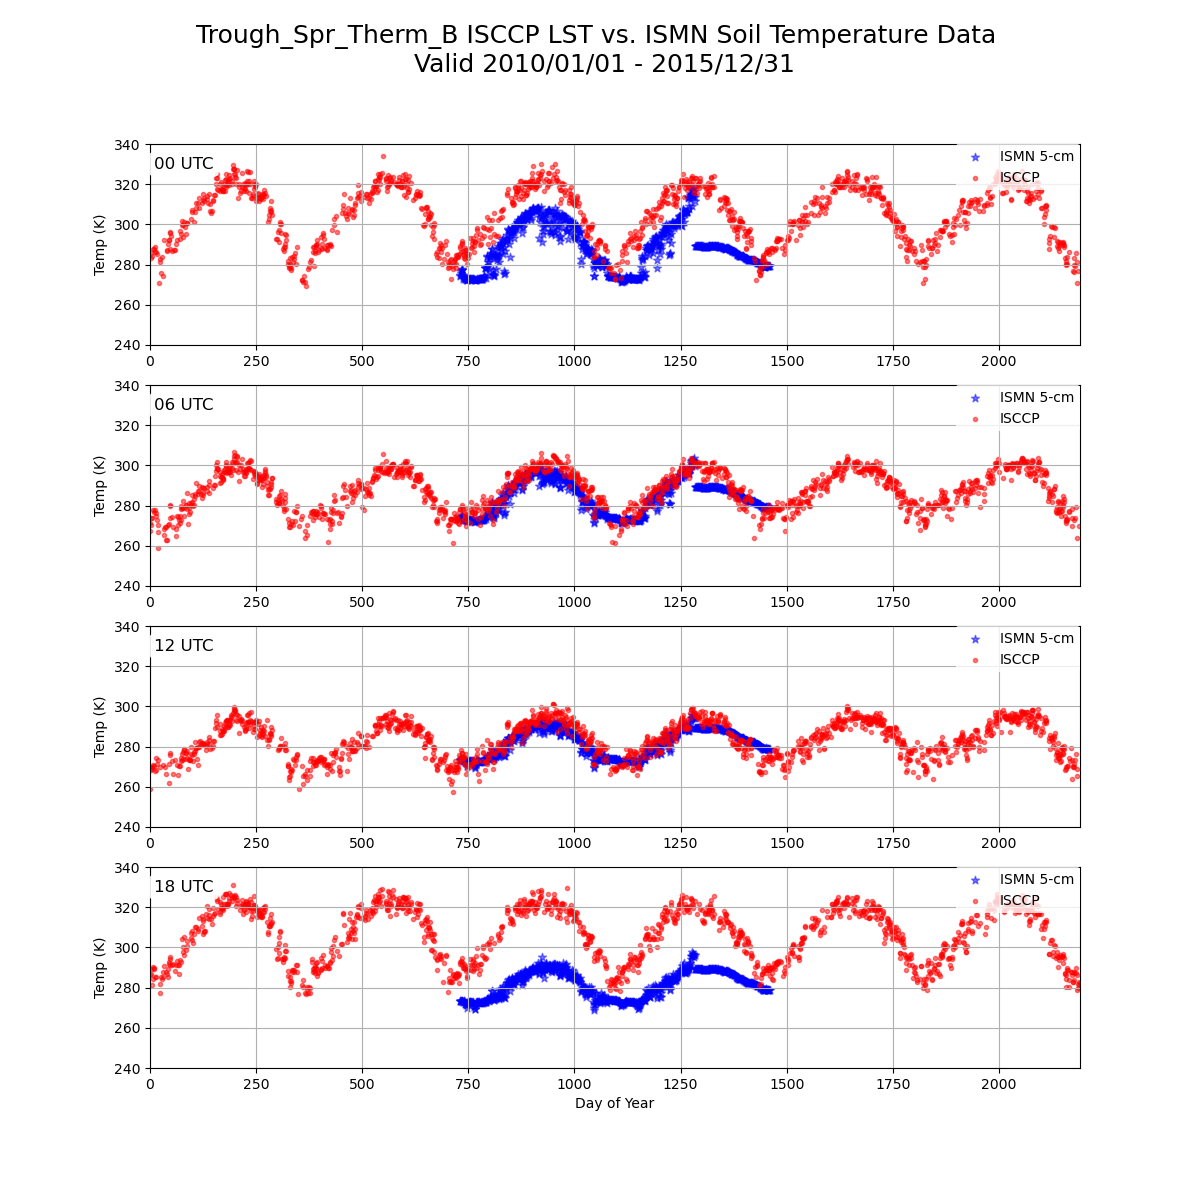 Trough_Spr_Therm_B ISCCP LST vs. ISMN Soil Temperature Data
Valid 2010/01/01 - 2015/12/31
340
00 UTC
ISMN 5-cm
ISCCP
320
300
Temp (K)
280
260
240
0 250 500 750 1000 1250 1500 1750 2000
340
06 UTC
ISMN 5-cm
ISCCP
320
300
Temp (K)
280
260
240
0 250 500 750 1000 1250 1500 1750 2000
340
12 UTC
ISMN 5-cm
ISCCP
320
300
Temp (K)
280
260
240
0 250 500 750 1000 1250 1500 1750 2000
340
18 UTC
ISMN 5-cm
ISCCP
320
300
Temp (K)
280
260
240
0 250 500 750 1000 1250 1500 1750 2000
Day of Year